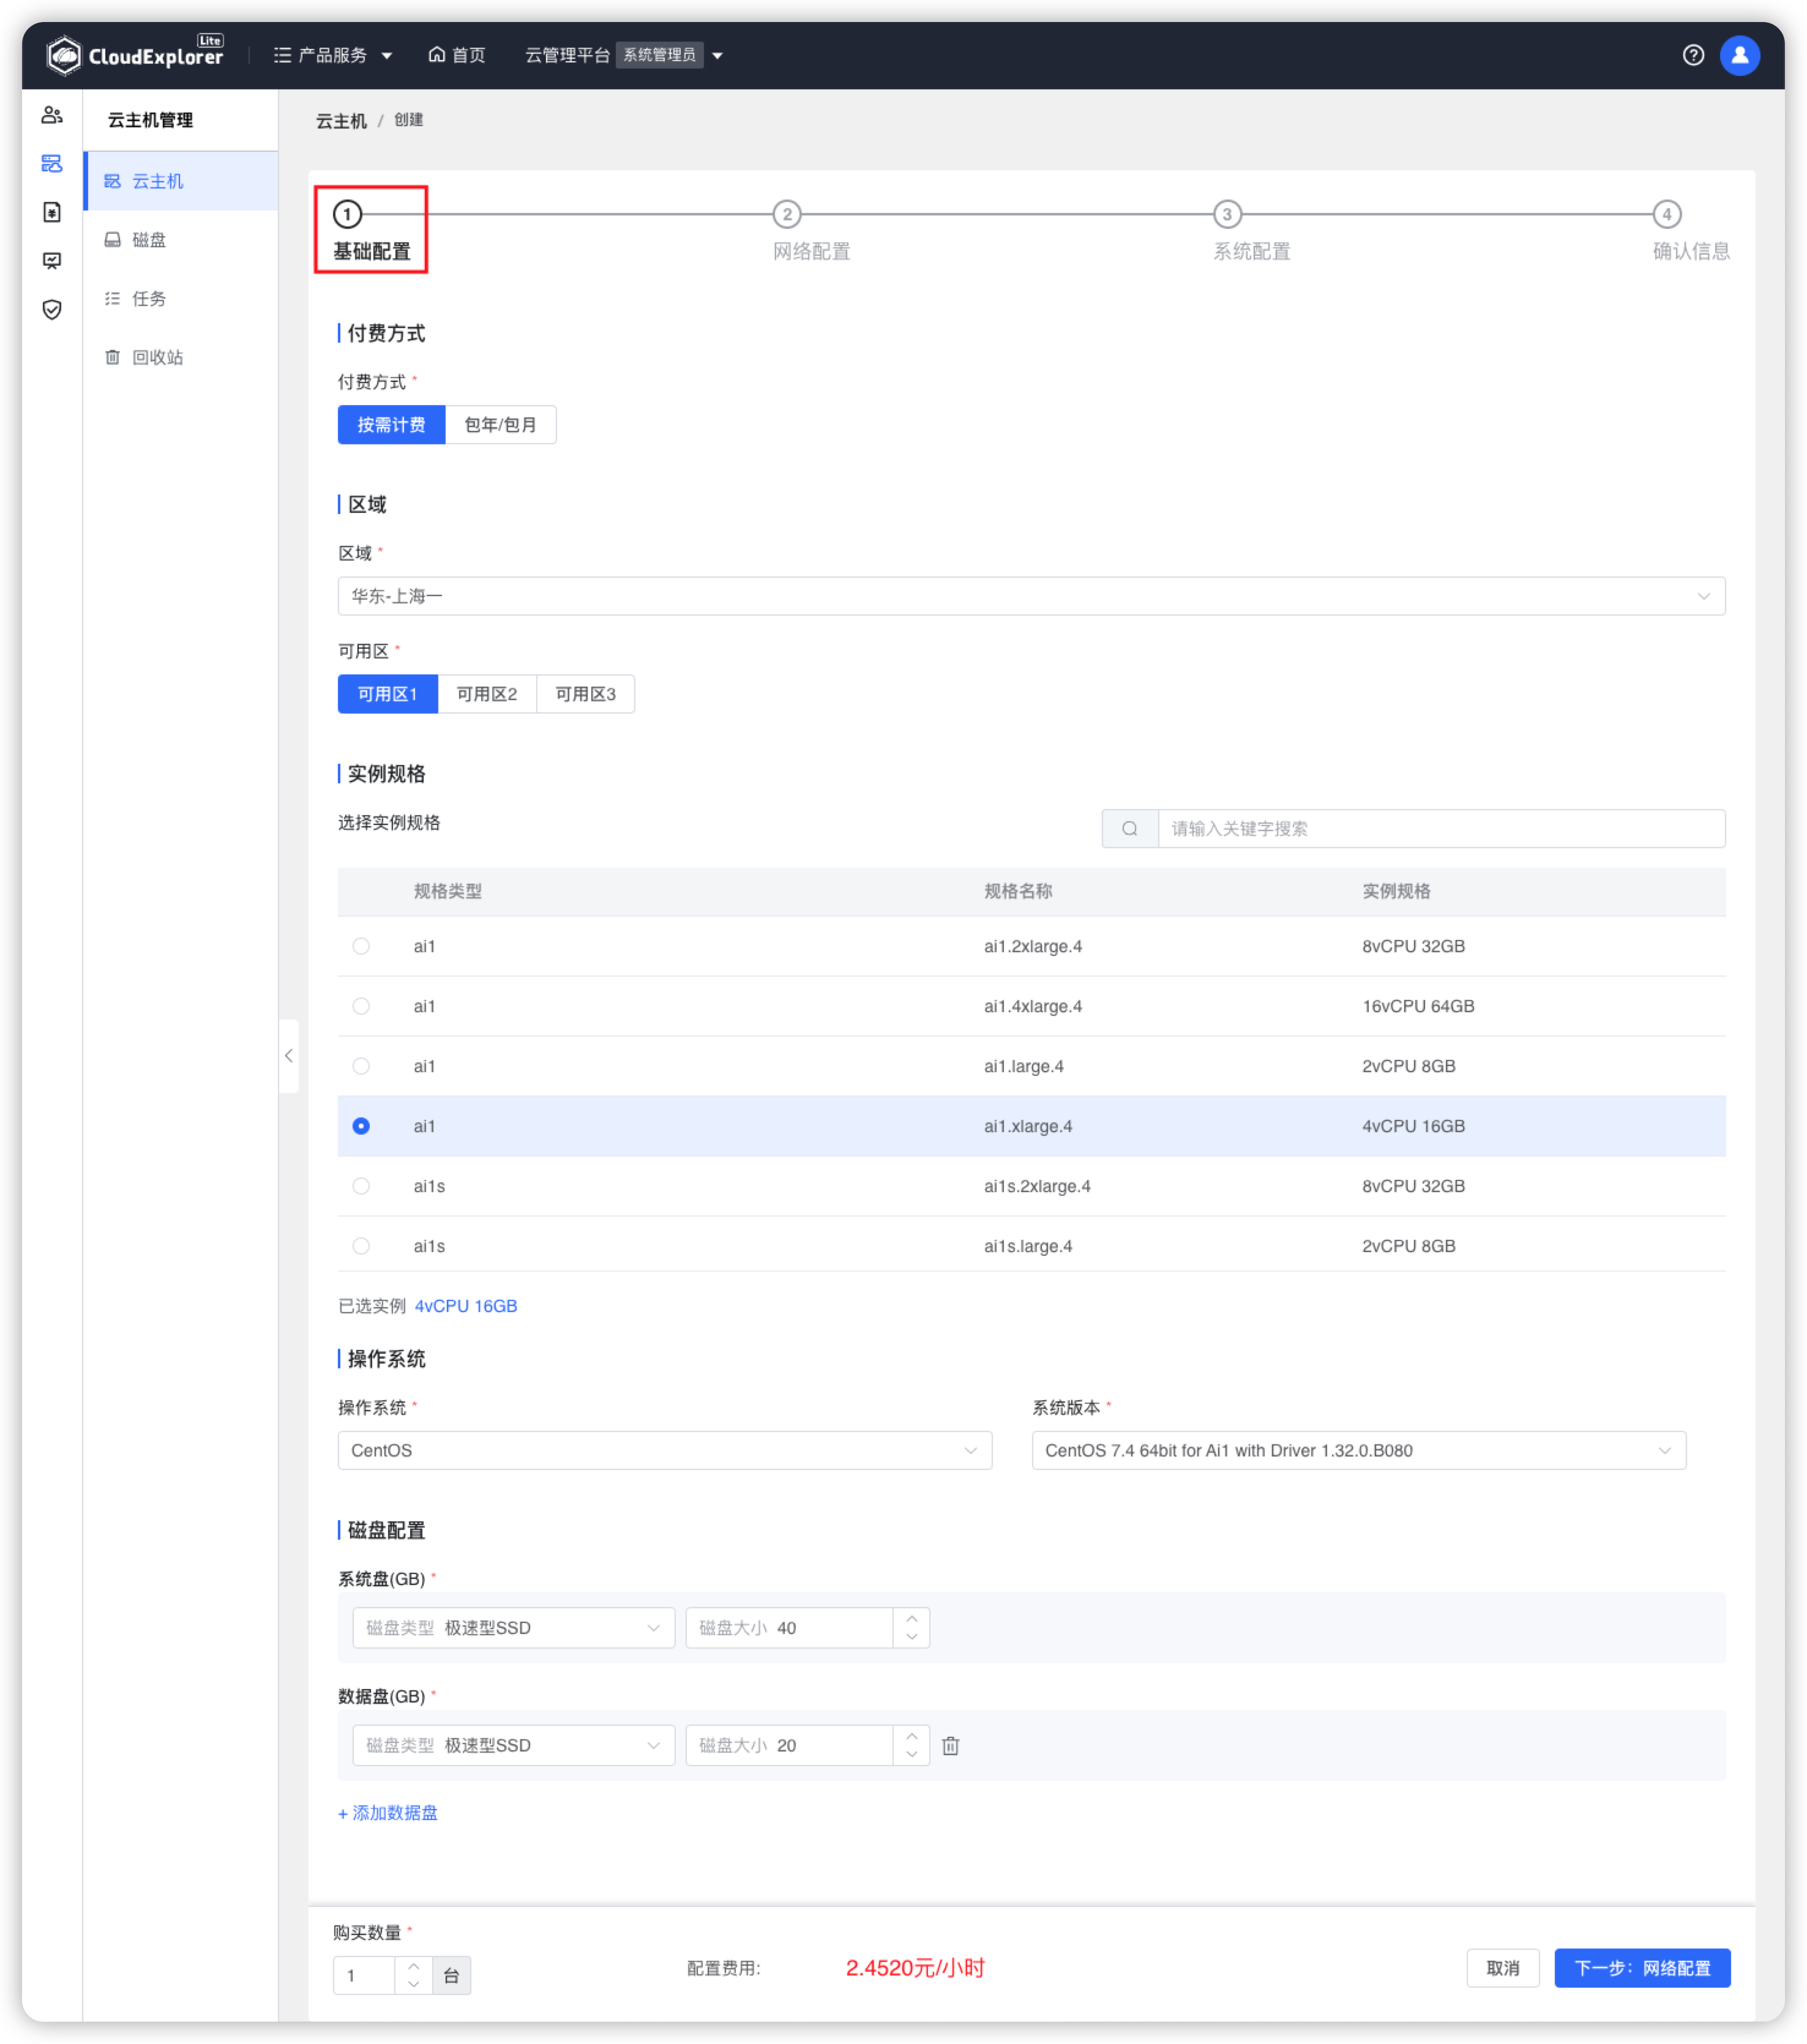 CloudExplorer Lite
产品服务
首页
云管理平台 系统管理员
云主机管理
云主机
磁盘
任务
回收站
云主机 / 创建
1
基础配置
2
网络配置
3
系统配置
4
确认信息
付费方式
付费方式 *
按需计费 包年/包月
区域
区域 *
华东-上海一
可用区 *
可用区1 可用区2 可用区3
实例规格
选择实例规格
请输入关键字搜索
规格类型 规格名称 实例规格
ai1 ai1.2xlarge.4 8vCPU 32GB
ai1 ai1.4xlarge.4 16vCPU 64GB
ai1 ai1.large.4 2vCPU 8GB
ai1 ai1.xlarge.4 4vCPU 16GB
ai1s ai1s.2xlarge.4 8vCPU 32GB
ai1s ai1s.large.4 2vCPU 8GB
已选实例 4vCPU 16GB
操作系统
操作系统 * 系统版本 *
CentOS CentOS 7.4 64bit for Ai1 with Driver 1.32.0.B080
磁盘配置
系统盘(GB) *
磁盘类型 极速型SSD 磁盘大小 40
数据盘(GB) *
磁盘类型 极速型SSD 磁盘大小 20
+ 添加数据盘
购买数量 *
1 台
配置费用: 2.4520元/小时
取消 下一步：网络配置